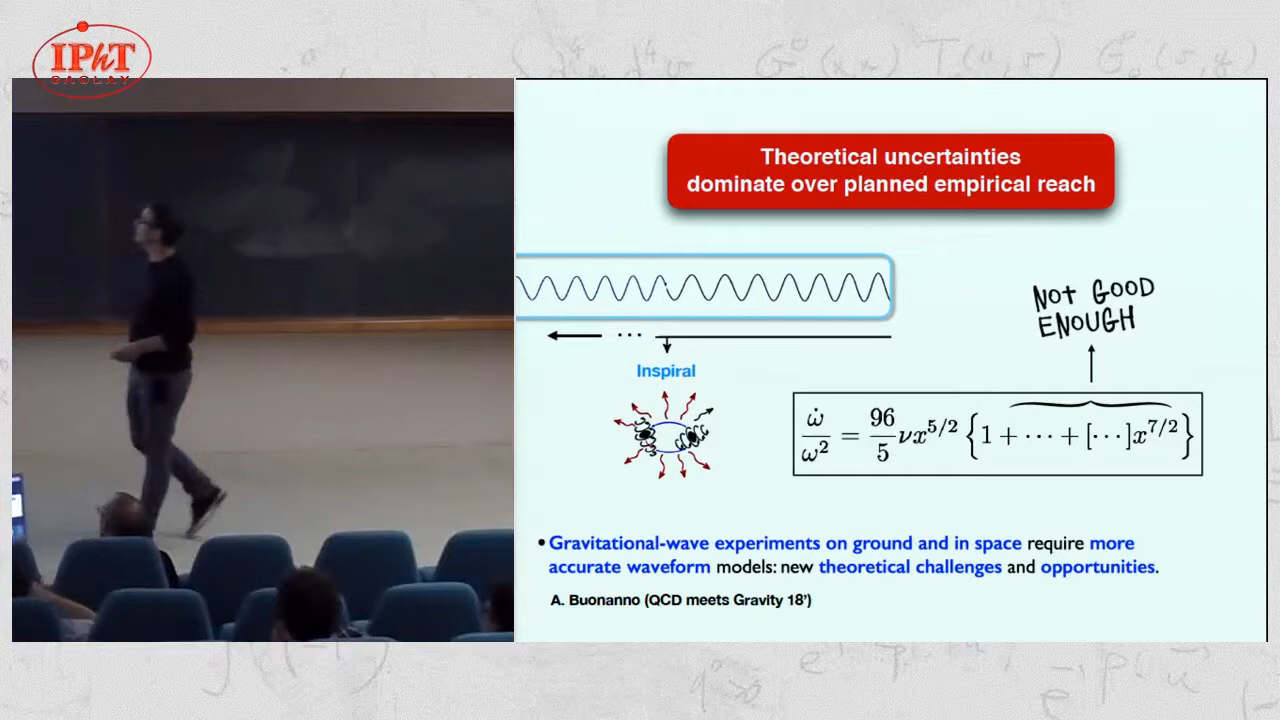 IPhT
SACLAY
Theoretical uncertainties
dominate over planned empirical reach
NOT GOOD
ENOUGH
...
Inspiral
ω̇/ω² = 96/5 νx^{5/2} {1 + ··· + [···]x^{7/2}}
• Gravitational-wave experiments on ground and in space require more
accurate waveform models: new theoretical challenges and opportunities.
A. Buonanno (QCD meets Gravity 18')